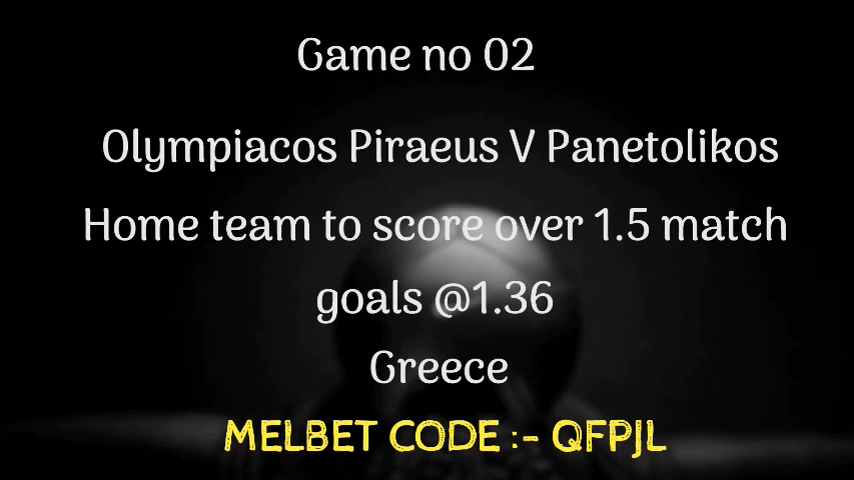 Game no 02
Olympiacos Piraeus V Panetolikos
Home team to score over 1.5 match
goals @1.36
Greece
MELBET CODE :- QFPJL